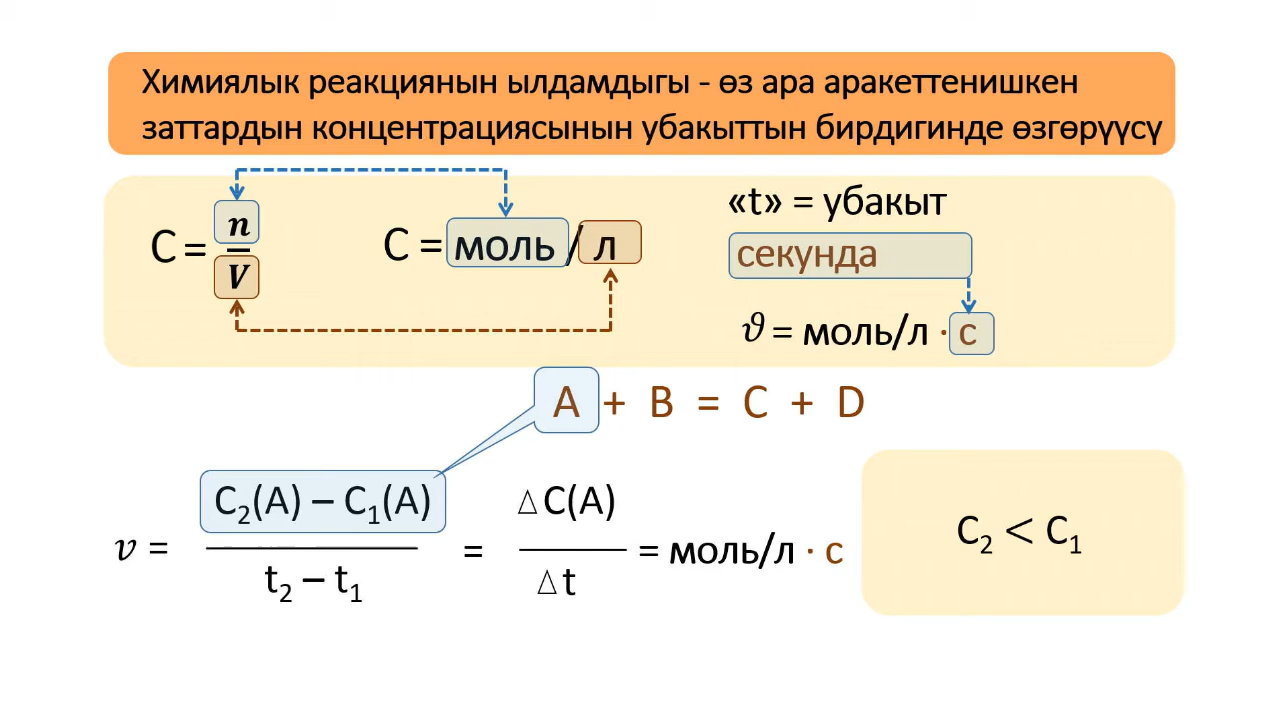 Химиялык реакциянын ылдамдыгы - өз ара аракеттенишкен
заттардын концентрациясынын убакыттын бирдигинде өзгөрүүсү
C = n/V
C = моль/л
«t» = убакыт
секунда
𝜗 = моль/л · с
A + B = C + D
v = (C₂(A) – C₁(A))/(t₂ – t₁) = △C(A)/△t = моль/л · с
C₂ < C₁